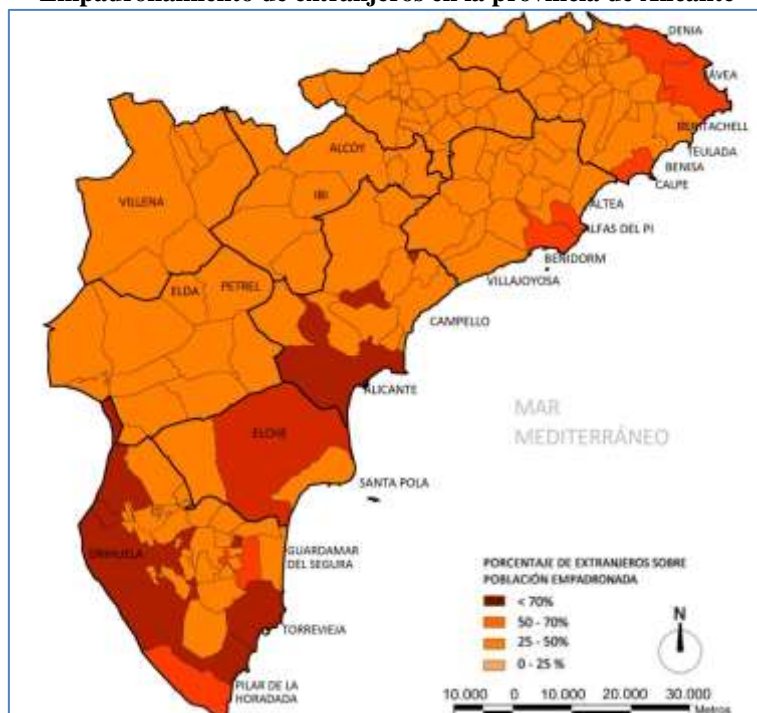 Empadronamiento de extranjeros en la provincia de Alicante
DENIA
JÁVEA
BENITACHELL
TEULADA
BENISA
CALPE
ALTEA
ALFAS DEL PI
BENIDORM
VILLAJOYOSA
ALCOY
IBI
VILLENA
ELDA
PETREL
CAMPELLO
ALICANTE
MAR
MEDITERRÁNEO
ELCHE
SANTA POLA
ORIHUELA
GUARDAMAR
DEL SEGURA
TORREVIEJA
PILAR DE LA
HORADADA
PORCENTAJE DE EXTRANJEROS SOBRE
POBLACIÓN EMPADRONADA
< 70%
50 - 70%
25 - 50%
0 - 25 %
N
10.000 0 10.000 20.000 30.000
Metros